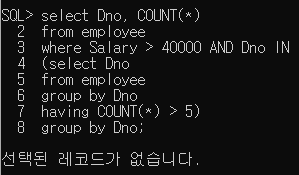 SQL> select Dno, COUNT(*)
2 from employee
3 where Salary > 40000 AND Dno IN
4 (select Dno
5 from employee
6 group by Dno
7 having COUNT(*) > 5)
8 group by Dno;
선택된 레코드가 없습니다.